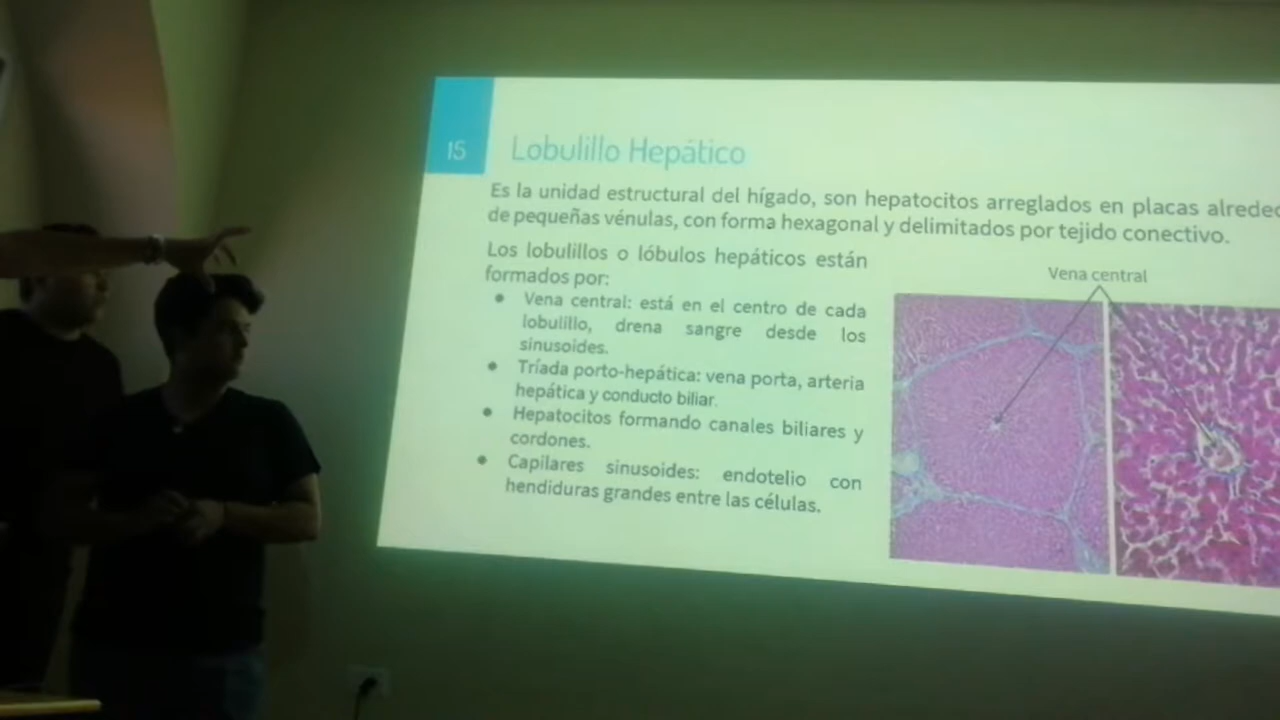 15
Lobulillo Hepático
Es la unidad estructural del hígado, son hepatocitos arreglados en placas
de pequeñas vénulas, con forma hexagonal y delimitados por tejido conectivo.
Los lobulillos o lóbulos hepáticos están
formados por:
● Vena central: está en el centro de cada
lobulillo, drena sangre desde los
sinusoides.
● Tríada porto-hepática: vena porta, arteria
hepática y conducto biliar.
● Hepatocitos formando canales biliares y
cordones.
● Capilares sinusoides: endotelio con
hendiduras grandes entre las células.
Vena central